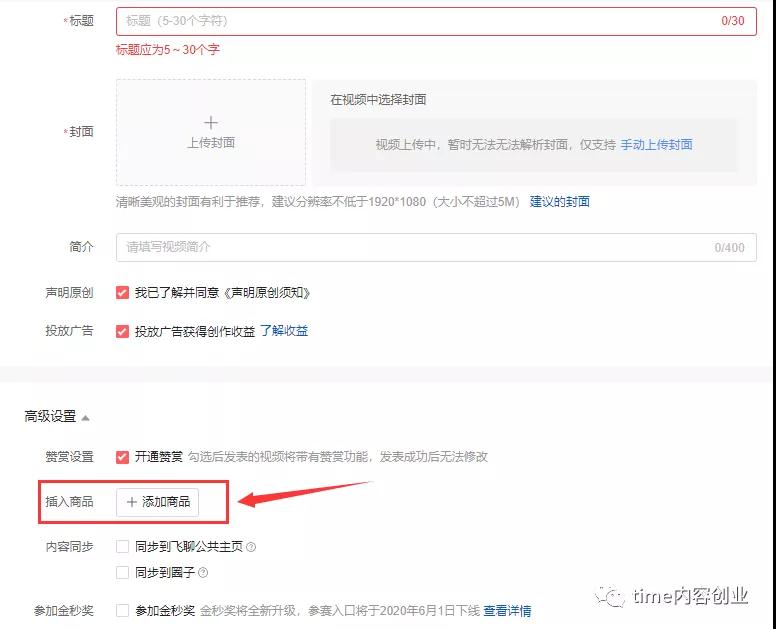 *标题 标题（5-30个字符） 0/30
标题应为5～30个字
在视频中选择封面
*封面 上传封面 视频上传中，暂时无法无法解析封面，仅支持 手动上传封面
清晰美观的封面有利于推荐，建议分辨率不低于1920*1080（大小不超过5M） 建议的封面
简介 请填写视频简介 0/400
声明原创 我已了解并同意《声明原创须知》
投放广告 投放广告获得创作收益 了解收益
高级设置
赞赏设置 开通赞赏 勾选后发表的视频将带有赞赏功能，发表成功后无法修改
插入商品 + 添加商品
内容同步 同步到飞聊公共主页
同步到圈子
参加金秒奖 参加金秒奖 金秒奖将全新升级，参赛入口将于2020年6月1日下线 查看详情
time内容创业